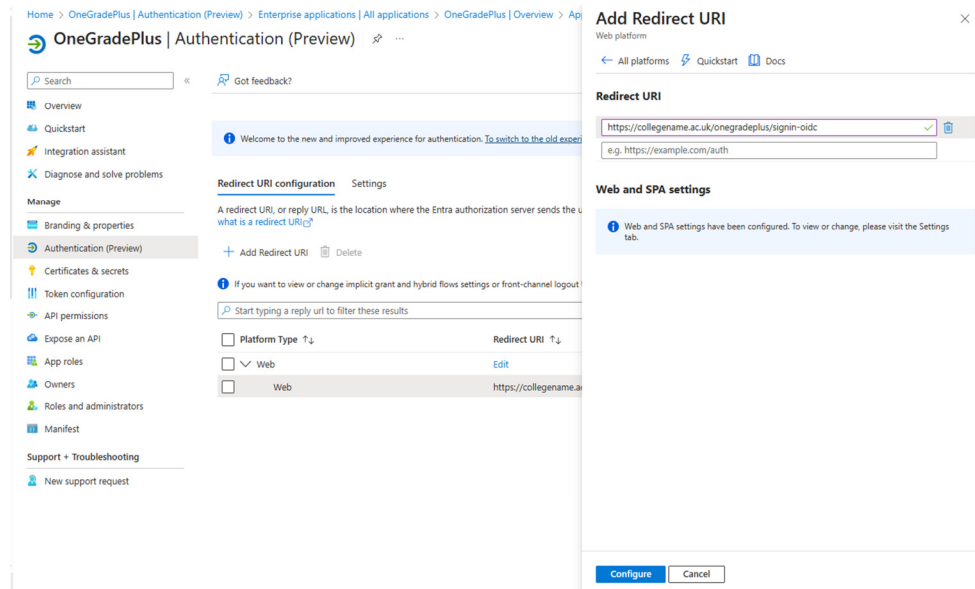 Home > OneGradePlus | Authentication (Preview) > Enterprise applications | All applications > OneGradePlus | Overview >
OneGradePlus | Authentication (Preview)
Search
Overview
Quickstart
Integration assistant
Diagnose and solve problems
Manage
Branding & properties
Authentication (Preview)
Certificates & secrets
Token configuration
API permissions
Expose an API
App roles
Owners
Roles and administrators
Manifest
Support + Troubleshooting
New support request
Got feedback?
Welcome to the new and improved experience for authentication. To switch to the old
Redirect URI configuration Settings
A redirect URI, or reply URL, is the location where the Entra authorization server sends the
what is a redirect URI
Add Redirect URI Delete
If you want to view or change implicit grant and hybrid flows settings or front-channel logout
Start typing a reply url to filter these results
Platform Type Redirect URI
Web Edit
Web https://collegename.a
Add Redirect URI
Web platform
All platforms Quickstart Docs
Redirect URI
https://collegename.ac.uk/onegradeplus/signin-oidc
e.g. https://example.com/auth
Web and SPA settings
Web and SPA settings have been configured. To view or change, please visit the Settings
tab.
Configure Cancel